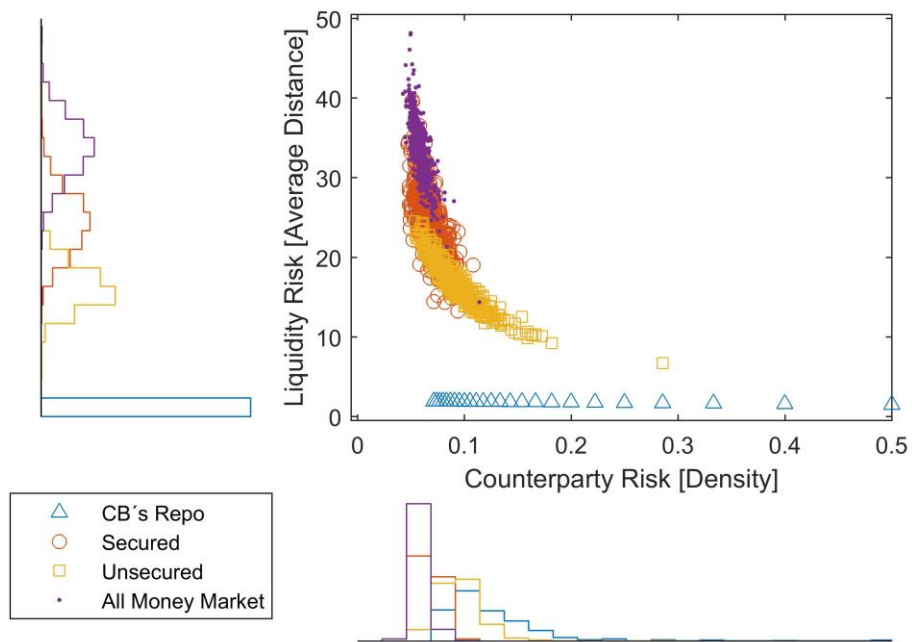 50
40
30
20
10
0
Liquidity Risk [Average Distance]
0 0.1 0.2 0.3 0.4 0.5
Counterparty Risk [Density]
CB´s Repo
Secured
Unsecured
All Money Market